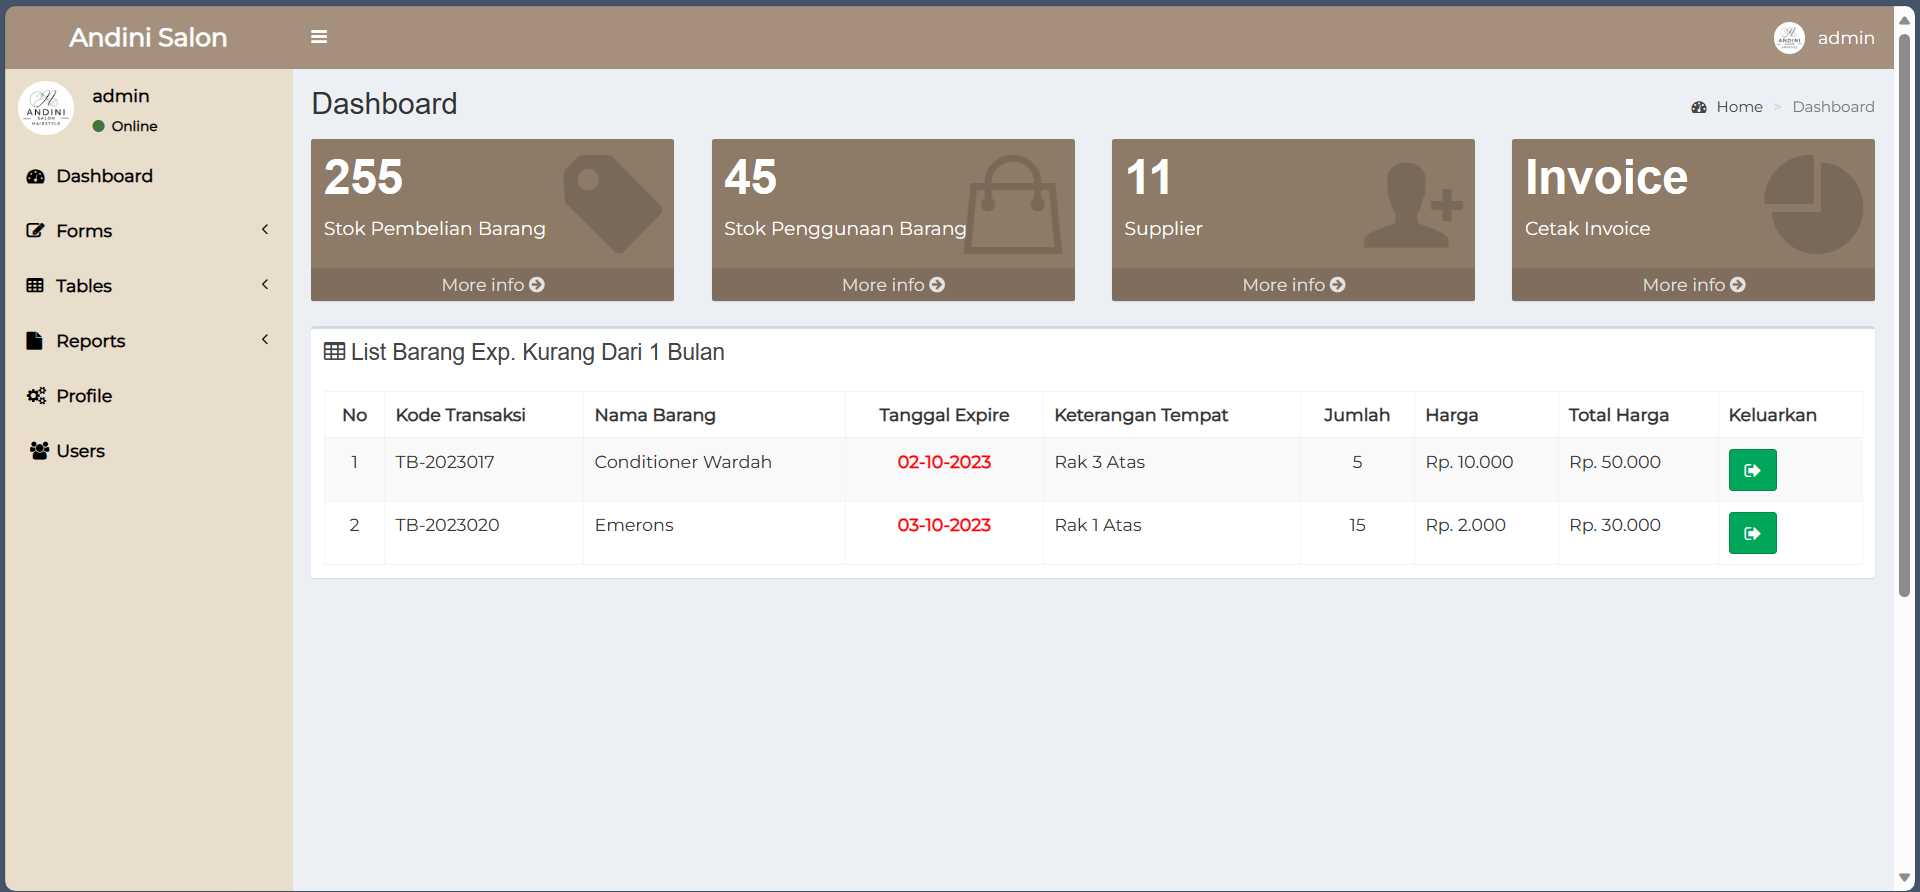 Andini Salon
admin
ANDINI
SALON
HAIRSTYLE
admin
Online
Dashboard
Forms
Tables
Reports
Profile
Users
Dashboard
Home > Dashboard
255
Stok Pembelian Barang
More info
45
Stok Penggunaan Barang
More info
11
Supplier
More info
Invoice
Cetak Invoice
More info
List Barang Exp. Kurang Dari 1 Bulan
No Kode Transaksi Nama Barang Tanggal Expire Keterangan Tempat Jumlah Harga Total Harga Keluarkan
1 TB-2023017 Conditioner Wardah 02-10-2023 Rak 3 Atas 5 Rp. 10.000 Rp. 50.000
2 TB-2023020 Emerons 03-10-2023 Rak 1 Atas 15 Rp. 2.000 Rp. 30.000